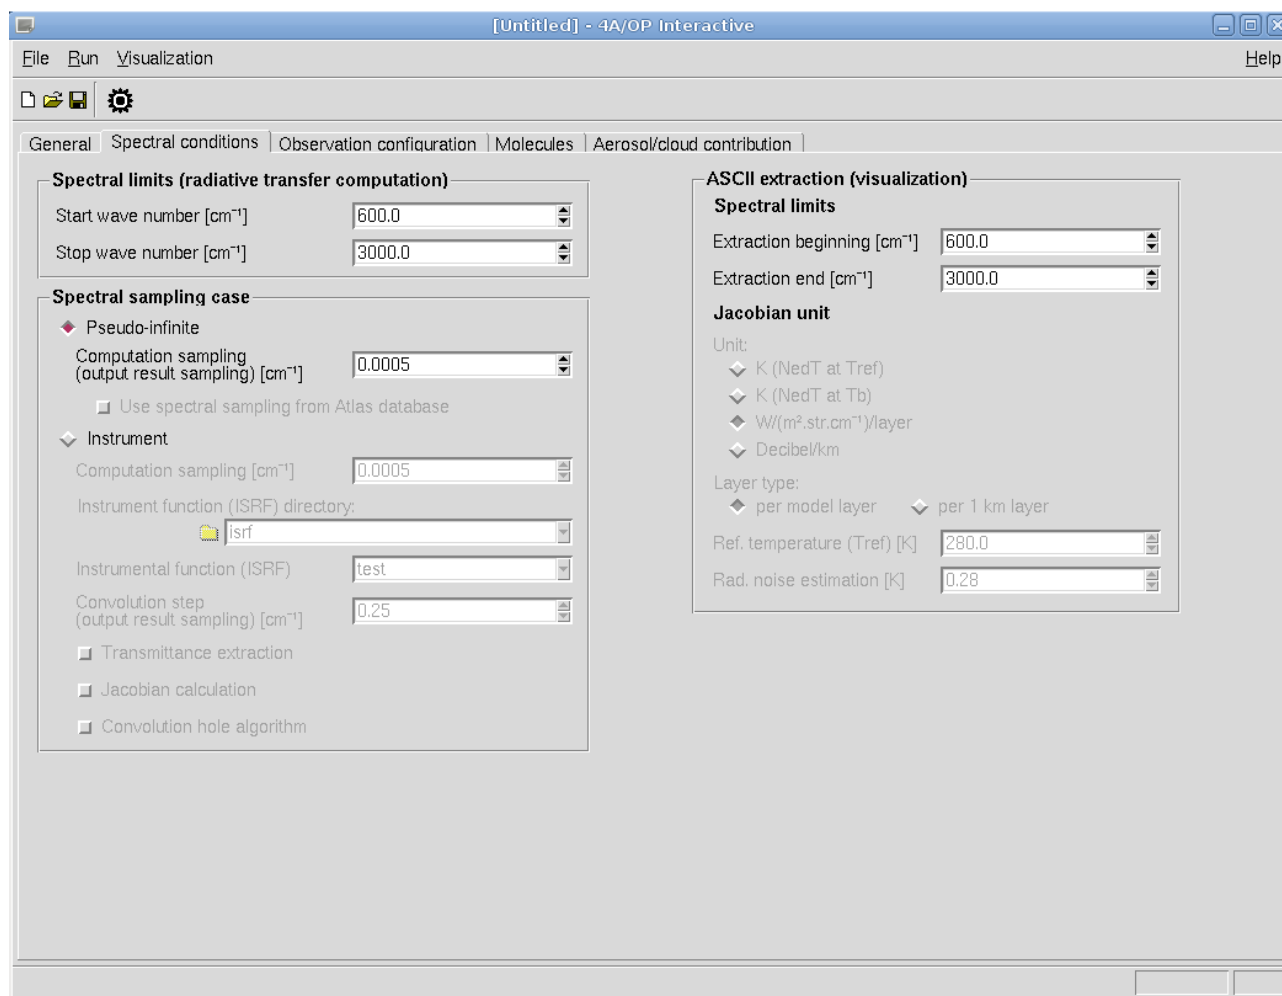 [Untitled] - 4A/OP Interactive
File Run Visualization Help
General Spectral conditions Observation configuration Molecules Aerosol/cloud contribution
Spectral limits (radiative transfer computation)
Start wave number [cm⁻¹] 600.0
Stop wave number [cm⁻¹] 3000.0
Spectral sampling case
Pseudo-infinite
Computation sampling
(output result sampling) [cm⁻¹] 0.0005
Use spectral sampling from Atlas database
Instrument
Computation sampling [cm⁻¹] 0.0005
Instrument function (ISRF) directory:
isrf
Instrumental function (ISRF) test
Convolution step
(output result sampling) [cm⁻¹] 0.25
Transmittance extraction
Jacobian calculation
Convolution hole algorithm
ASCII extraction (visualization)
Spectral limits
Extraction beginning [cm⁻¹] 600.0
Extraction end [cm⁻¹] 3000.0
Jacobian unit
Unit:
K (NedT at Tref)
K (NedT at Tb)
W/(m².str.cm⁻¹)/layer
Decibel/km
Layer type:
per model layer per 1 km layer
Ref. temperature (Tref) [K] 280.0
Rad. noise estimation [K] 0.28